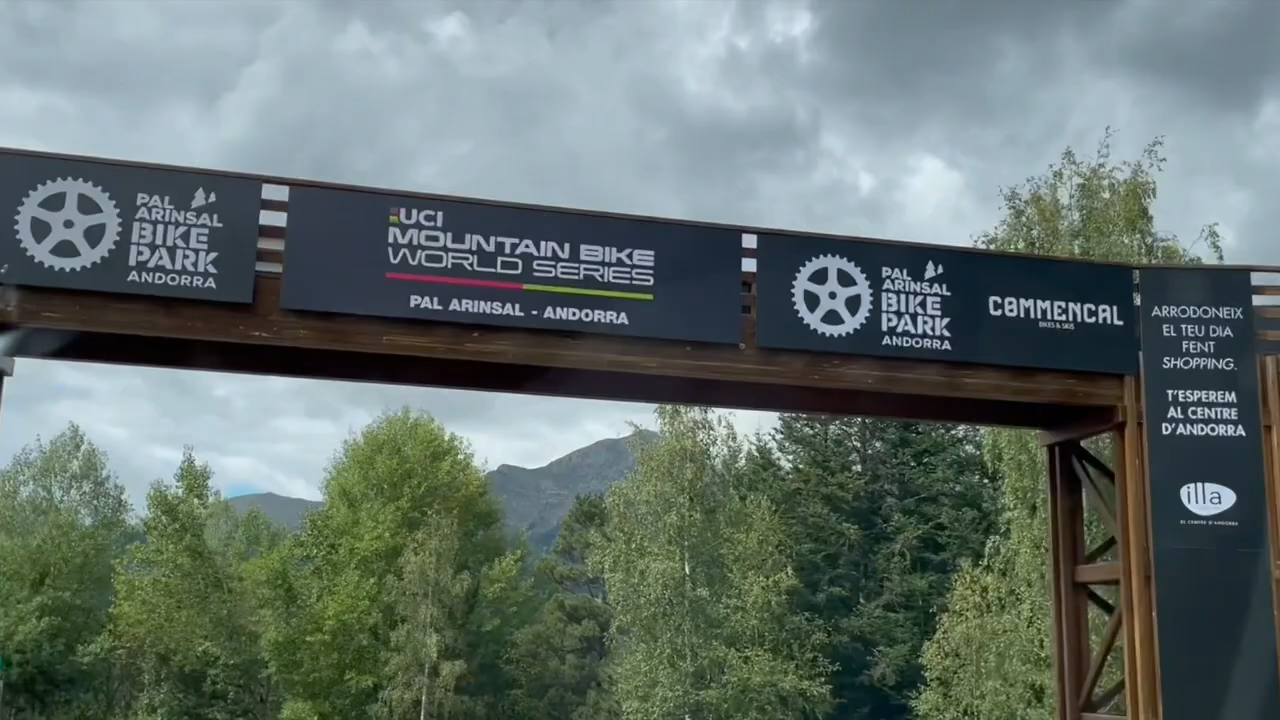 PAL
ARINSAL
BIKE
PARK
ANDORRA
UCI
MOUNTAIN BIKE
WORLD SERIES
PAL ARINSAL - ANDORRA
PAL
ARINSAL
BIKE
PARK
ANDORRA
COMMENCAL
BIKES & SKIS
ARRODONEIX
EL TEU DIA
FENT
SHOPPING.
T'ESPEREM
AL CENTRE
D'ANDORRA
illa
EL CENTRE D'ANDORRA